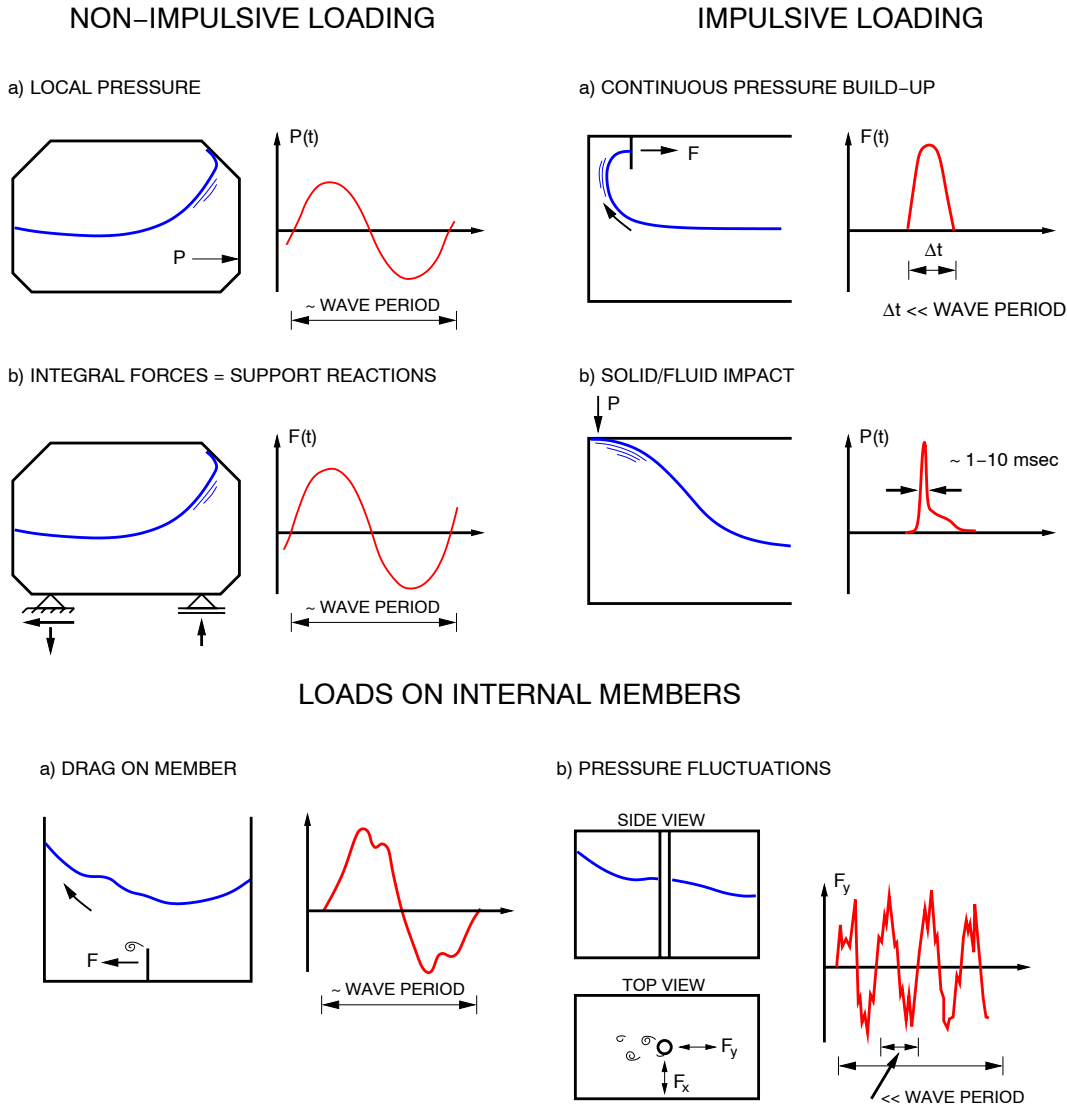 NON−IMPULSIVE LOADING
a) LOCAL PRESSURE
P(t)
P
~ WAVE PERIOD
b) INTEGRAL FORCES = SUPPORT REACTIONS
F(t)
~ WAVE PERIOD
IMPULSIVE LOADING
a) CONTINUOUS PRESSURE BUILD−UP
F
F(t)
Δt
Δt << WAVE PERIOD
b) SOLID/FLUID IMPACT
P
P(t)
~ 1−10 msec
LOADS ON INTERNAL MEMBERS
a) DRAG ON MEMBER
F
~ WAVE PERIOD
b) PRESSURE FLUCTUATIONS
SIDE VIEW
TOP VIEW
Fy
Fx
Fy
<< WAVE PERIOD